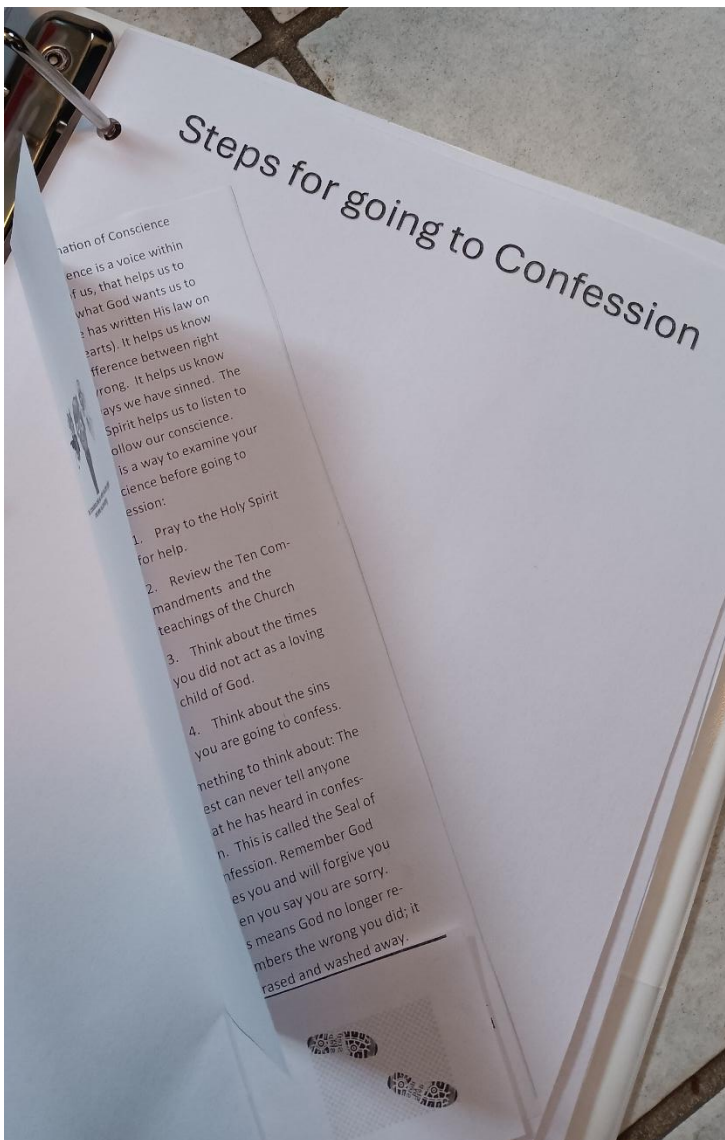 Steps for going to Confession
nation of Conscience
ence is a voice within
f us, that helps us to
what God wants us to
has written His law on
earts). It helps us know
fference between right
rong. It helps us know
ays we have sinned. The
Spirit helps us to listen to
ollow our conscience.
is a way to examine your
cience before going to
ession:
1. Pray to the Holy Spirit
for help.
2. Review the Ten Com-
mandments and the
teachings of the Church
3. Think about the times
you did not act as a loving
child of God.
4. Think about the sins
you are going to confess.
mething to think about: The
est can never tell anyone
at he has heard in confes-
n. This is called the Seal of
nfession. Remember God
es you and will forgive you
en you say you are sorry.
s means God no longer re-
mbers the wrong you did; it
rased and washed away.